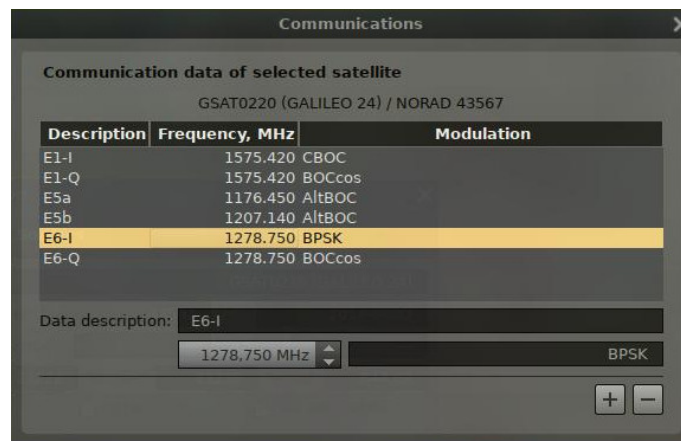 Communications
Communication data of selected satellite
GSAT0220 (GALILEO 24) / NORAD 43567
Description Frequency, MHz Modulation
E1-I 1575.420 CBOC
E1-Q 1575.420 BOCcos
E5a 1176.450 AltBOC
E5b 1207.140 AltBOC
E6-I 1278.750 BPSK
E6-Q 1278.750 BOCcos
Data description: E6-I
1278,750 MHz BPSK